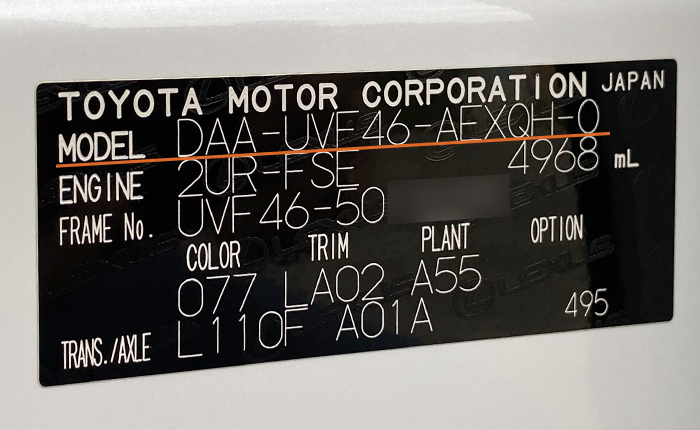 TOYOTA MOTOR CORPORATION JAPAN
MODEL DAA-UVF46-AEXQH-O
ENGINE 2UR-FSE 4968 mL
FRAME No. UVF46-50
COLOR TRIM PLANT OPTION
077 LA02 A55
TRANS./AXLE L110F A01A 495